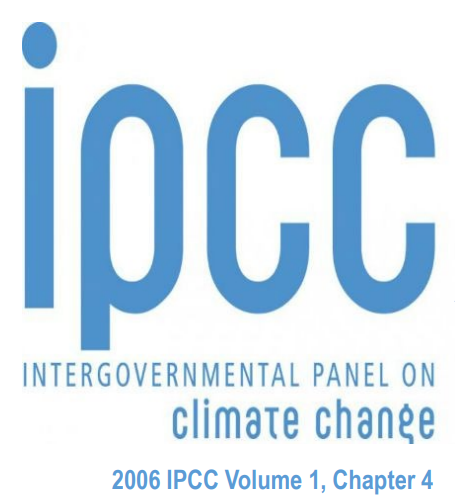 ipcc
INTERGOVERNMENTAL PANEL ON
climate change
2006 IPCC Volume 1, Chapter 4